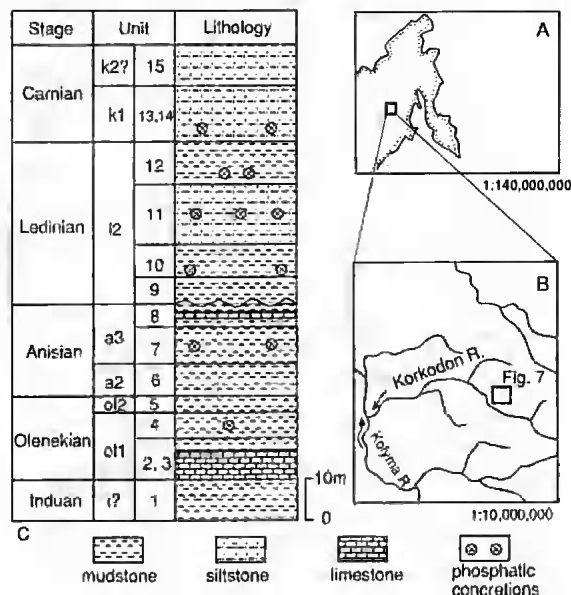 Stage Unit Lithology
Carnian
k2? 15
k1 13,14
Ledinian
l2
12
11
10
9
Anisian
a3
8
7
a2 6
Olenekian
ol2 5
ol1
4
2, 3
Induan i? 1
10m
0
C
mudstone
siltstone
limestone
phosphatic
concretions
A
1:140,000,000
B
Korkodon R.
Fig. 7
Kolyma R.
1:10,000,000